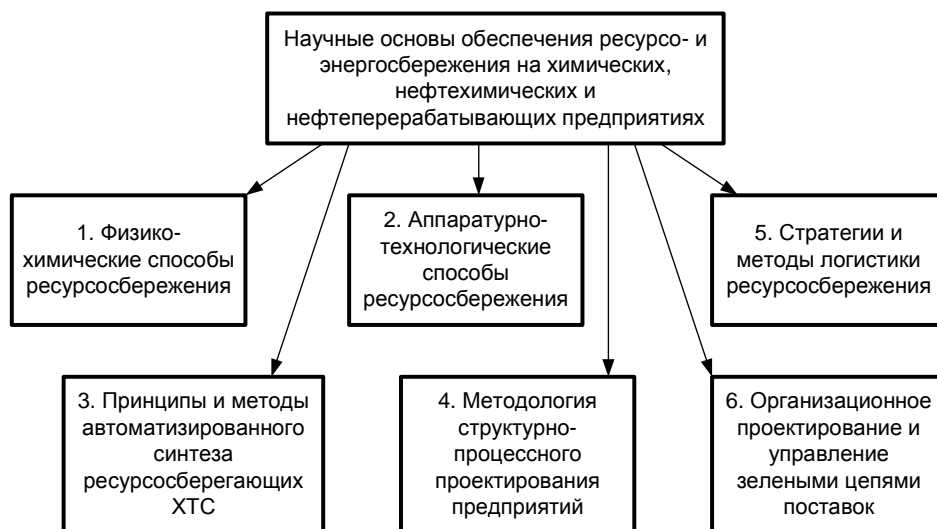 Научные основы обеспечения ресурсо- и
энергосбережения на химических,
нефтехимических и
нефтеперерабатывающих предприятиях
1. Физико-
химические способы
ресурсосбережения
2. Аппаратурно-
технологические
способы
ресурсосбережения
5. Стратегии и
методы логистики
ресурсосбережения
3. Принципы и методы
автоматизированного
синтеза
ресурсосберегающих
ХТС
4. Методология
структурно-
процессного
проектирования
предприятий
6. Организационное
проектирование и
управление
зелеными цепями
поставок